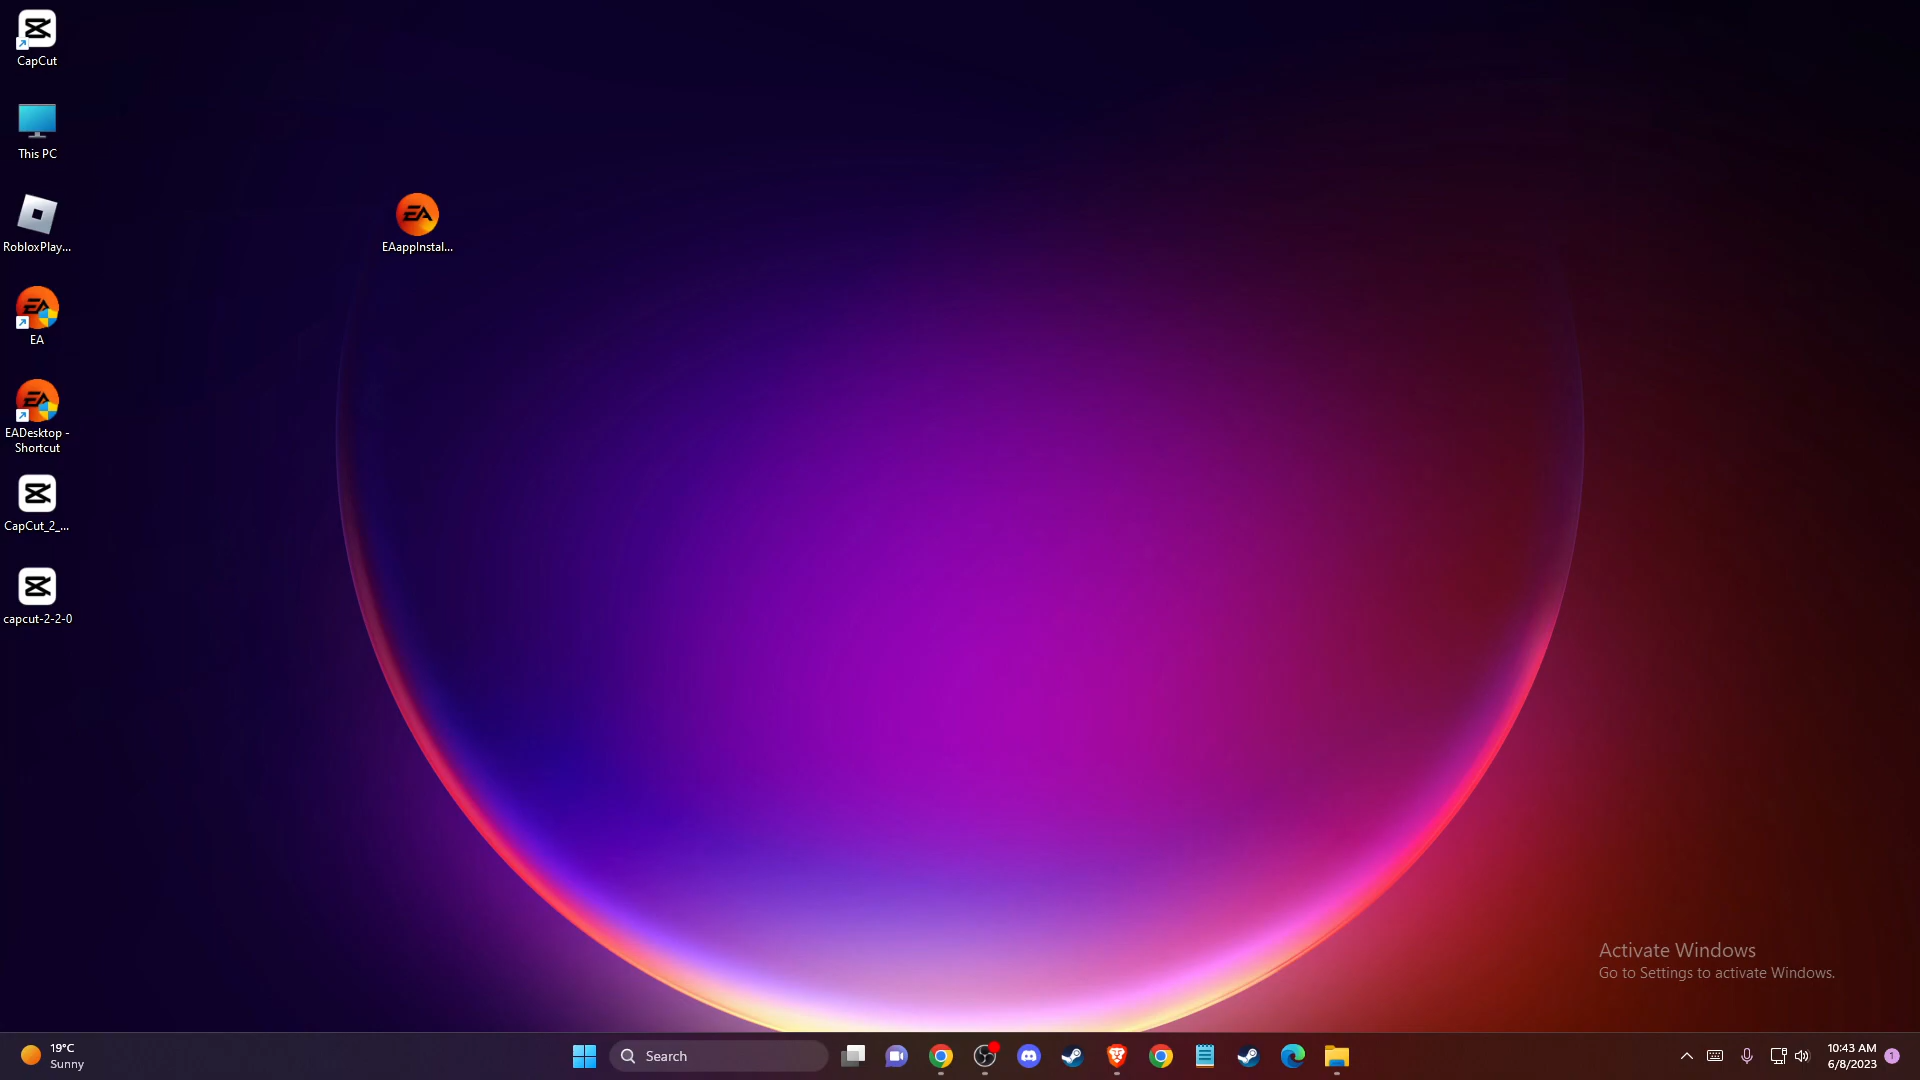 CapCut
This PC
RobloxPlay...
EAappInstal...
EA
EADesktop -
Shortcut
CapCut_2_...
capcut-2-2-0
Activate Windows
Go to Settings to activate Windows.
19°C
Sunny
Search
10:43 AM
6/8/2023
1